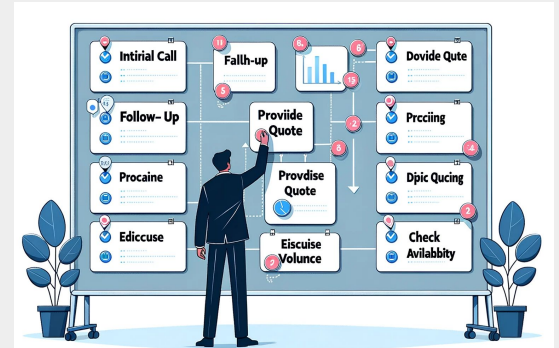 Intirial Call
Fallh-up
Dovide Qute
Follow- Up
Proviide
Quote
Prcciing
Procaine
Provdise
Quote
Dpic Qucing
Ediccuse
Eiscuise
Volunce
Check
Avilabbity